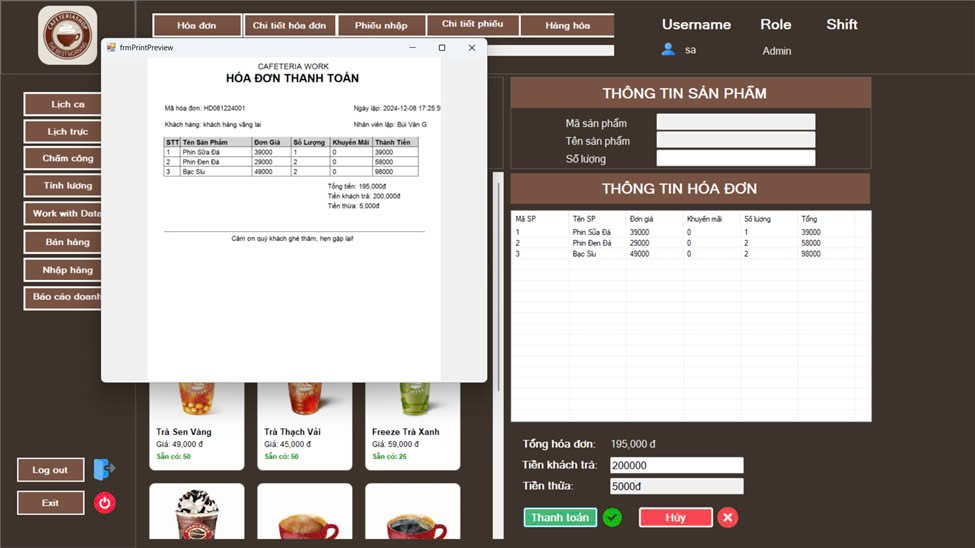 CAFETERIASHOP
THE BEST MORNING
Hóa đơn
Chi tiết hóa đơn
Phiếu nhập
Chi tiết phiếu
Hàng hóa
Username Role Shift
sa Admin
Lịch ca
Lịch trực
Chấm công
Tính lương
Work with Data
Bán hàng
Nhập hàng
Báo cáo doanh
Log out
Exit
frmPrintPreview
CAFETERIA WORK
HÓA ĐƠN THANH TOÁN
Mã hóa đơn: HD081224001 Ngày lập: 2024-12-08 17:25:5
Khách hàng: khách hàng vãng lai Nhân viên lập: Bùi Văn G
STT Tên Sản Phẩm Đơn Giá Số Lượng Khuyến Mãi Thành Tiền
1 Phin Sữa Đá 39000 1 0 39000
2 Phin Đen Đá 29000 2 0 58000
3 Bạc Sỉu 49000 2 0 98000
Tổng tiền: 195,000đ
Tiền khách trả: 200,000đ
Tiền thừa: 5,000đ
Cảm ơn quý khách ghé thăm, hẹn gặp lại!
Trà Sen Vàng
Giá: 49,000 đ
Sẵn có: 50
Trà Thạch Vải
Giá: 45,000 đ
Sẵn có: 50
Freeze Trà Xanh
Giá: 59,000 đ
Sẵn có: 25
THÔNG TIN SẢN PHẨM
Mã sản phẩm
Tên sản phẩm
Số lượng
THÔNG TIN HÓA ĐƠN
Mã SP Tên SP Đơn giá Khuyến mãi Số lượng Tổng
1 Phin Sữa Đá 39000 0 1 39000
2 Phin Đen Đá 29000 0 2 58000
3 Bạc Sỉu 49000 0 2 98000
Tổng hóa đơn: 195,000 đ
Tiền khách trả: 200000
Tiền thừa: 5000đ
Thanh toán
Hủy